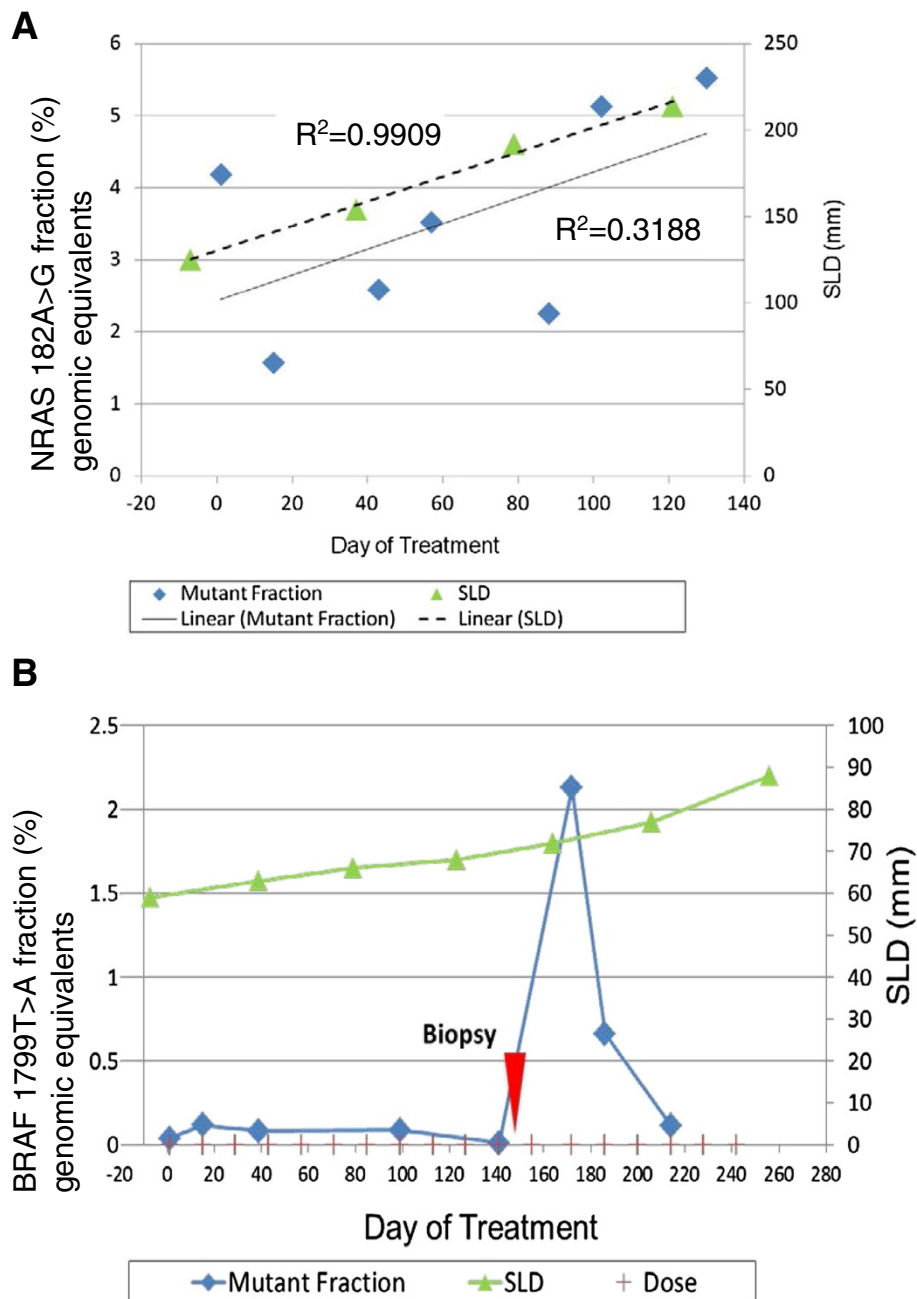 A
NRAS 182A>G fraction (%)
genomic equivalents
6
5
4
3
2
1
0
250
200
150
100
50
0
SLD (mm)
R²=0.9909
R²=0.3188
-20 0 20 40 60 80 100 120 140
Day of Treatment
Mutant Fraction SLD
Linear (Mutant Fraction) Linear (SLD)
B
BRAF 1799T>A fraction (%)
genomic equivalents
2.5
2
1.5
1
0.5
0
100
90
80
70
60
50
40
30
20
10
0
SLD (mm)
Biopsy
-20 0 20 40 60 80 100 120 140 160 180 200 220 240 260 280
Day of Treatment
Mutant Fraction SLD Dose